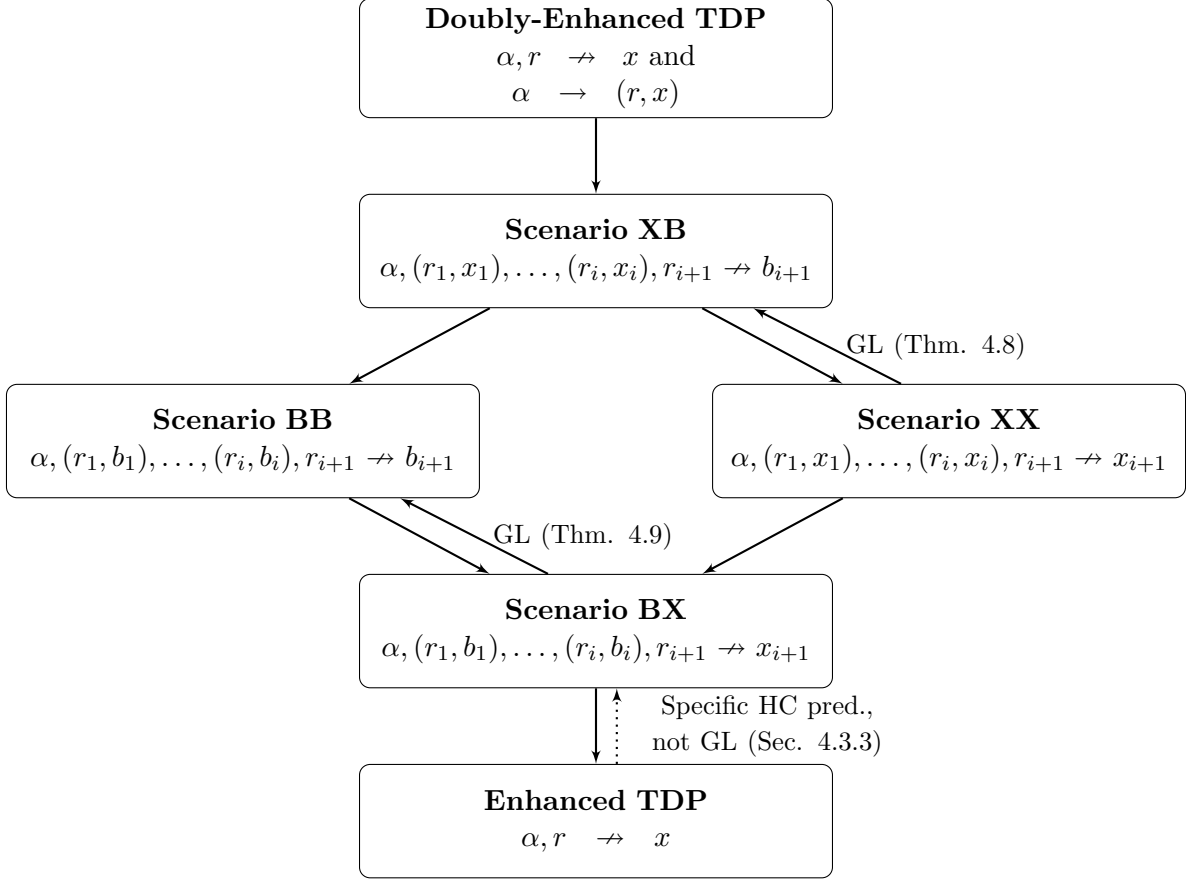 Doubly-Enhanced TDP
α, r ↛ x and
α → (r, x)
Scenario XB
α, (r₁, x₁), . . . , (rᵢ, xᵢ), rᵢ₊₁ ↛ bᵢ₊₁
GL (Thm. 4.8)
Scenario BB
α, (r₁, b₁), . . . , (rᵢ, bᵢ), rᵢ₊₁ ↛ bᵢ₊₁
Scenario XX
α, (r₁, x₁), . . . , (rᵢ, xᵢ), rᵢ₊₁ ↛ xᵢ₊₁
GL (Thm. 4.9)
Scenario BX
α, (r₁, b₁), . . . , (rᵢ, bᵢ), rᵢ₊₁ ↛ xᵢ₊₁
Specific HC pred.,
not GL (Sec. 4.3.3)
Enhanced TDP
α, r ↛ x